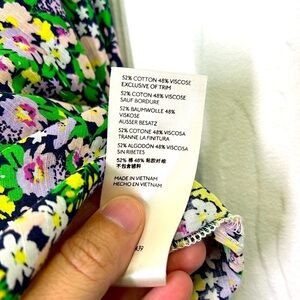 52% COTTON 48% VISCOSE
EXCLUSIVE OF TRIM
52% COTON 48% VISCOSE
SAUF BORDURE
52% BAUMWOLLE 48%
VISKOSE
AUSSER BESATZ
52% COTONE 48% VISCOSA
TRANNE LA FINITURA
52% ALGODÓN 48% VISCOSA
SIN RIBETES
52% 棉 48% 粘胶纤维
不包含辅料
MADE IN VIETNAM
HECHO EN VIETNAM